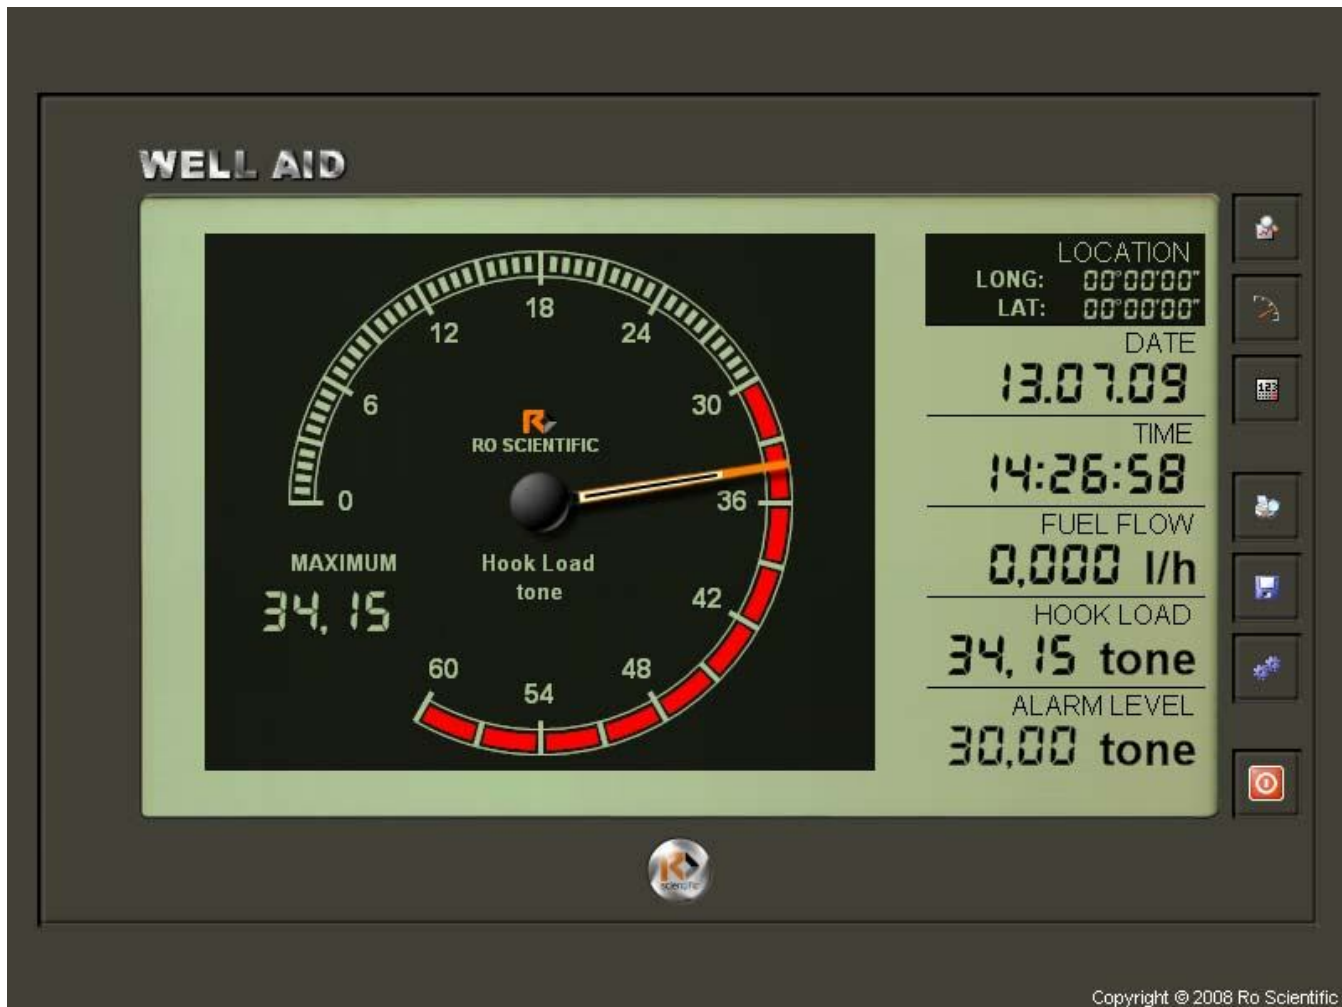 WELL AID
18
12
24
6
30
RO SCIENTIFIC
0
36
MAXIMUM
34,15
Hook Load
tone
42
60
48
54
LOCATION
LONG: 00°00'00"
LAT: 00°00'00"
DATE
13.07.09
TIME
14:26:58
FUEL FLOW
0,000 l/h
HOOK LOAD
34,15 tone
ALARM LEVEL
30,00 tone
123
R
scientific
Copyright © 2008 Ro Scientific